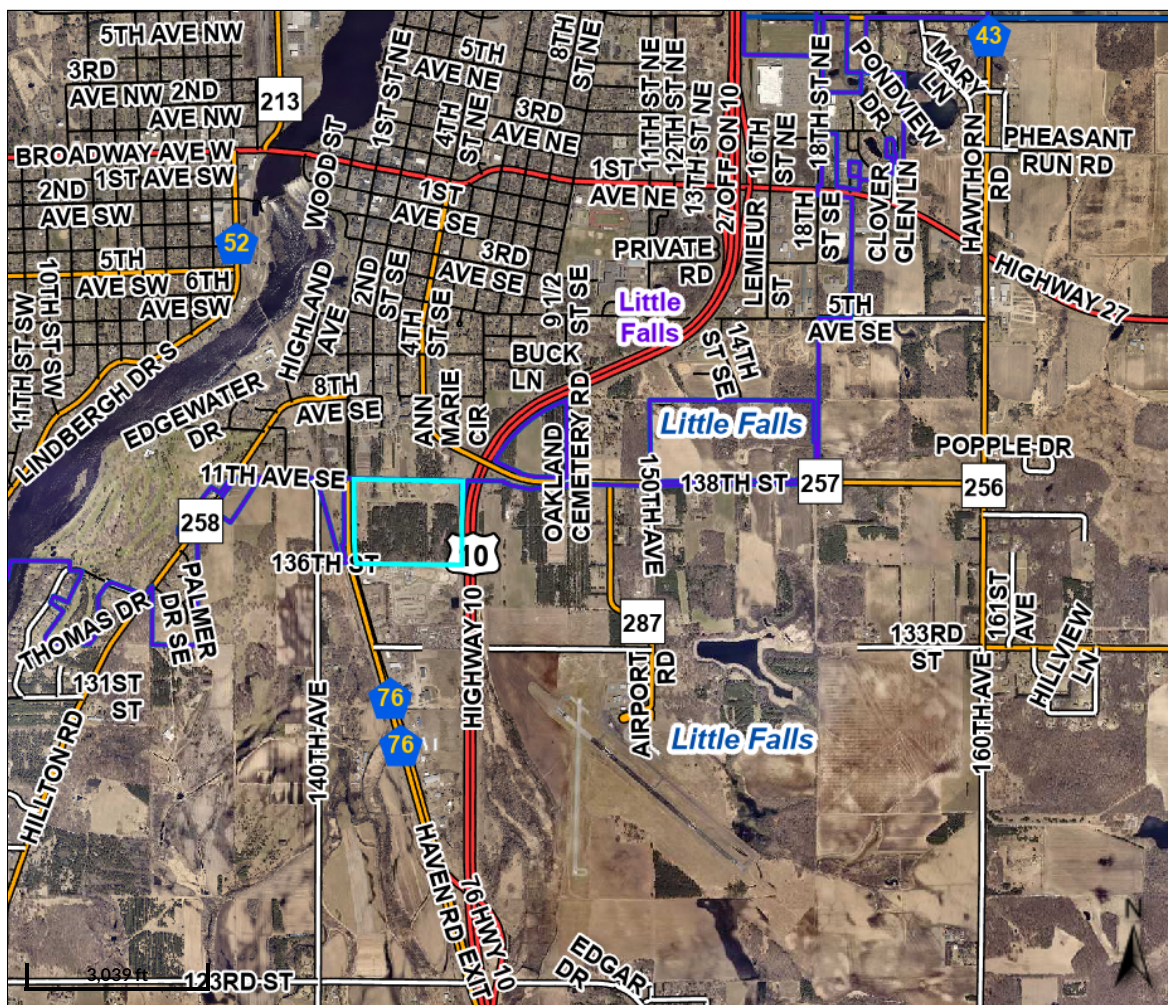 5TH AVE NW
3RD
AVE NW
2ND
AVE NW
213
1ST ST NE
5TH
AVE NE
4TH
ST NE
8TH
ST NE
3RD
AVE NE
11TH ST NE
12TH ST NE
13TH ST NE
27 OFF ON 10
16TH
ST NE
18TH ST NE
PONDVIEW
DR
MARY
LN
43
PHEASANT
RUN RD
HAWTHORN
RD
BROADWAY AVE W
1ST AVE SW
2ND
AVE SW
WOOD ST
1ST
AVE SE
1ST
AVE NE
LEMIEUR
ST
18TH
ST SE
CLOVER
GLEN LN
HIGHWAY 27
52
5TH
AVE SW
6TH
AVE SW
10TH ST SW
11TH ST SW
HIGHLAND
AVE
2ND
ST SE
3RD
AVE SE
4TH
ST SE
9 1/2
ST SE
PRIVATE
RD
Little
Falls
5TH
AVE SE
14TH
ST SE
BUCK
LN
LINDBERGH DR S
EDGEWATER
DR
8TH
AVE SE
ANN
MARIE
CIR
OAKLAND
CEMETERY RD
Little Falls
POPPLE DR
11TH AVE SE
150TH AVE
138TH ST
257
256
258
136TH ST
10
PALMER
DR SE
THOMAS DR
131ST
ST
287
133RD
ST
161ST
AVE
HILLVIEW
LN
HIGHWAY 10
AIRPORT
RD
Little Falls
76
76
140TH AVE
160TH AVE
HILLTON RD
HAVEN RD
EXIT
76 HWY 10
EDGAR
DR
123RD ST
3,039 ft
N